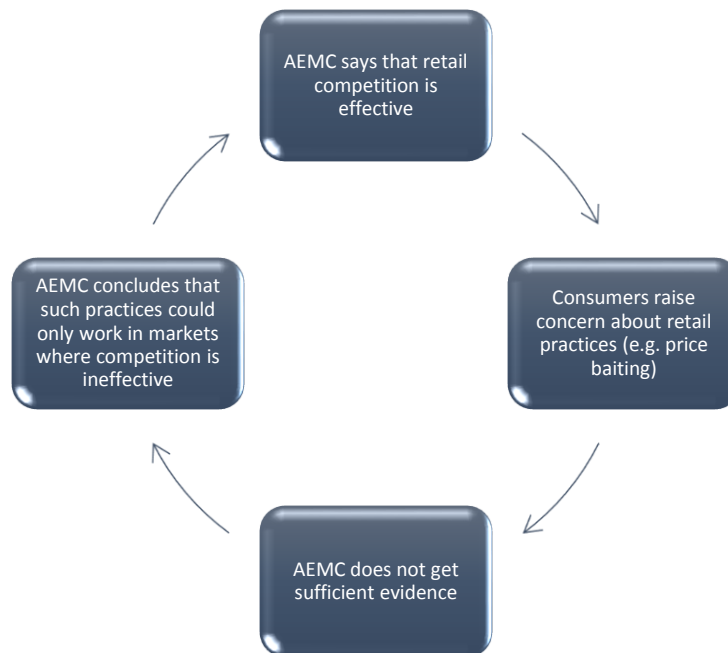 AEMC says that retail
competition is
effective
Consumers raise
concern about retail
practices (e.g. price
baiting)
AEMC does not get
sufficient evidence
AEMC concludes that
such practices could
only work in markets
where competition is
ineffective